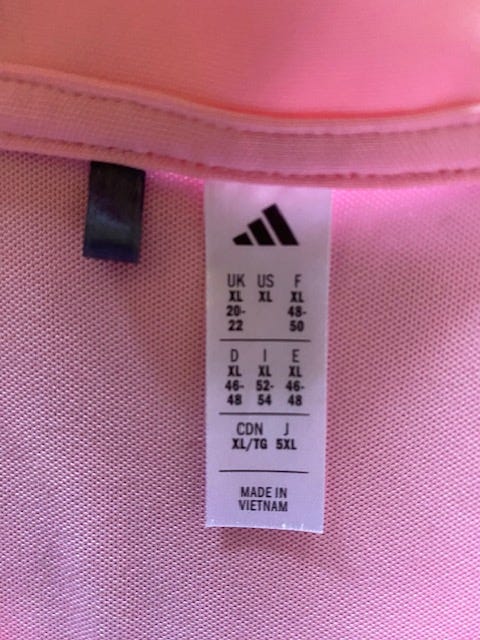 UK US F
XL XL XL
20- 48-
22 50
D I E
XL XL XL
46- 52- 46-
48 54 48
CDN J
XL/TG 5XL
MADE IN
VIETNAM